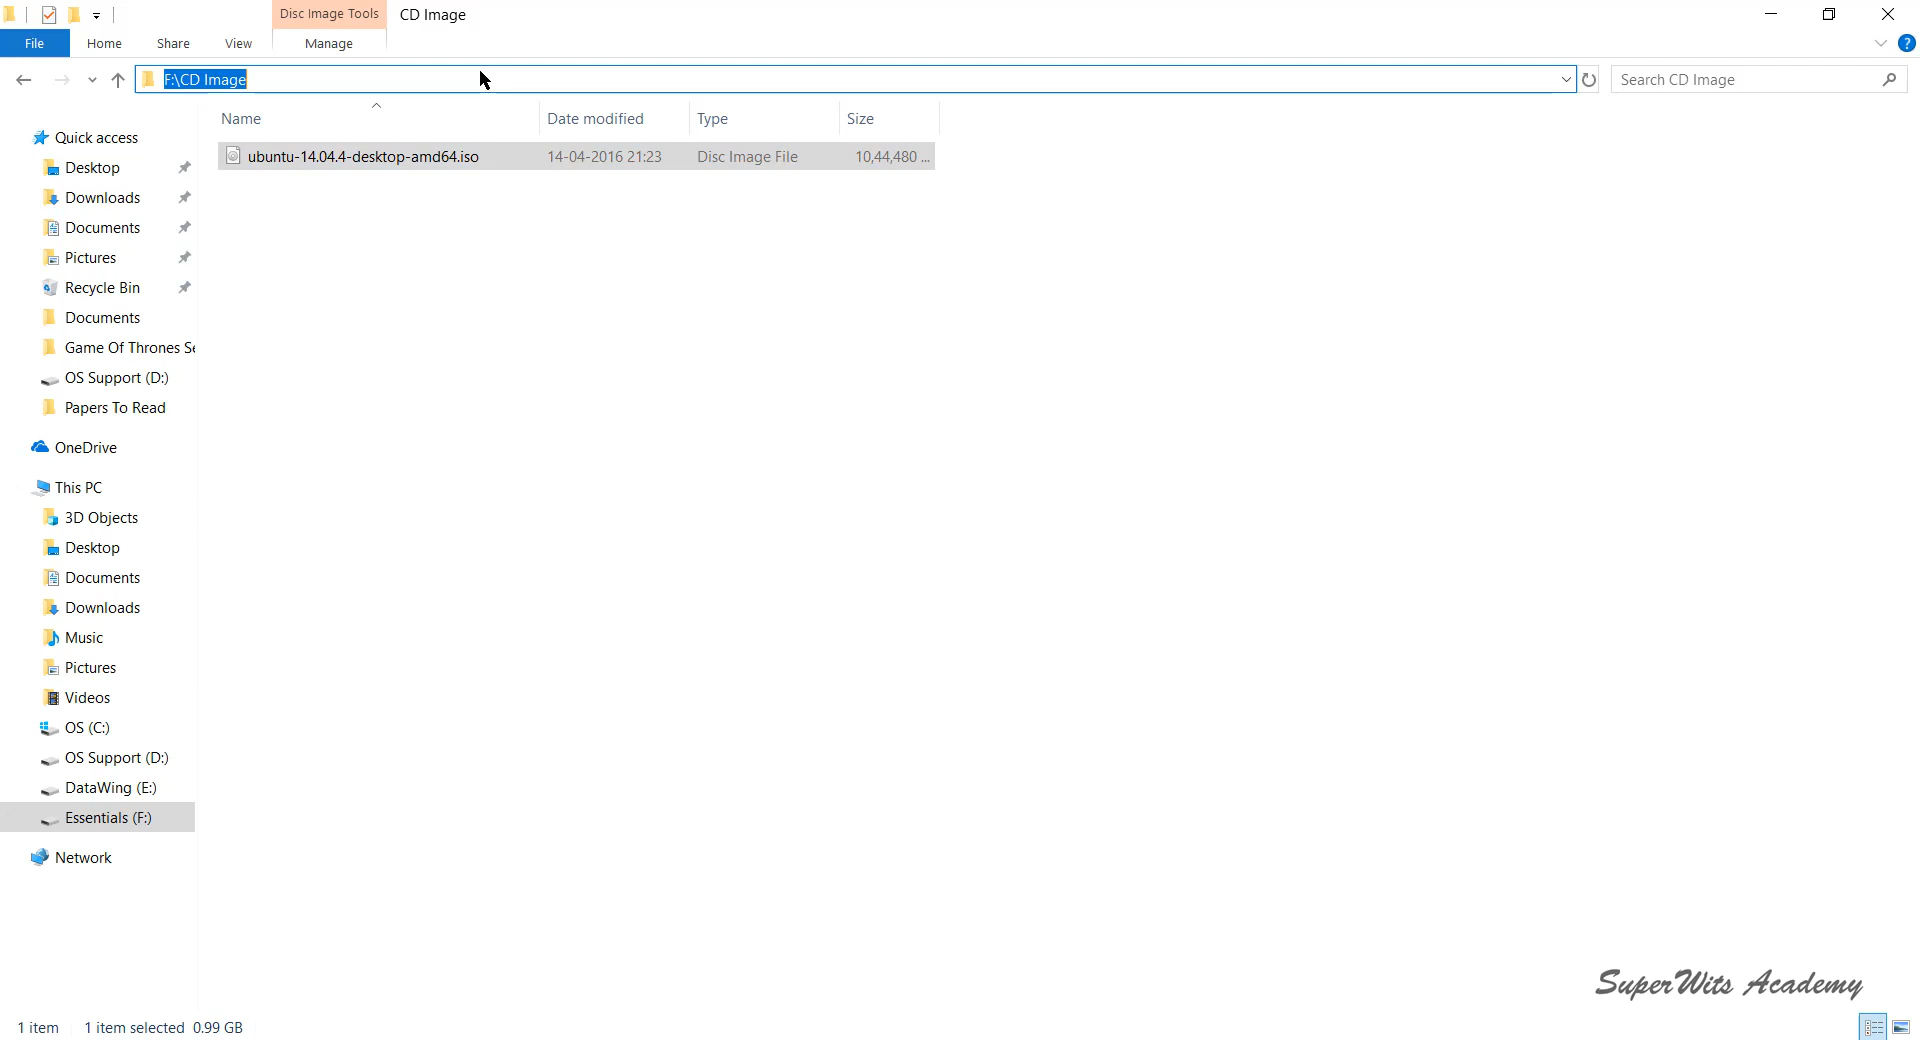 Disc Image Tools
CD Image
File
Home
Share
View
Manage
F:\CD Image
Search CD Image
Name
Date modified
Type
Size
ubuntu-14.04.4-desktop-amd64.iso
14-04-2016 21:23
Disc Image File
10,44,480 ...
Quick access
Desktop
Downloads
Documents
Pictures
Recycle Bin
Documents
Game Of Thrones Se
OS Support (D:)
Papers To Read
OneDrive
This PC
3D Objects
Desktop
Documents
Downloads
Music
Pictures
Videos
OS (C:)
OS Support (D:)
DataWing (E:)
Essentials (F:)
Network
SuperWits Academy
1 item
1 item selected 0.99 GB